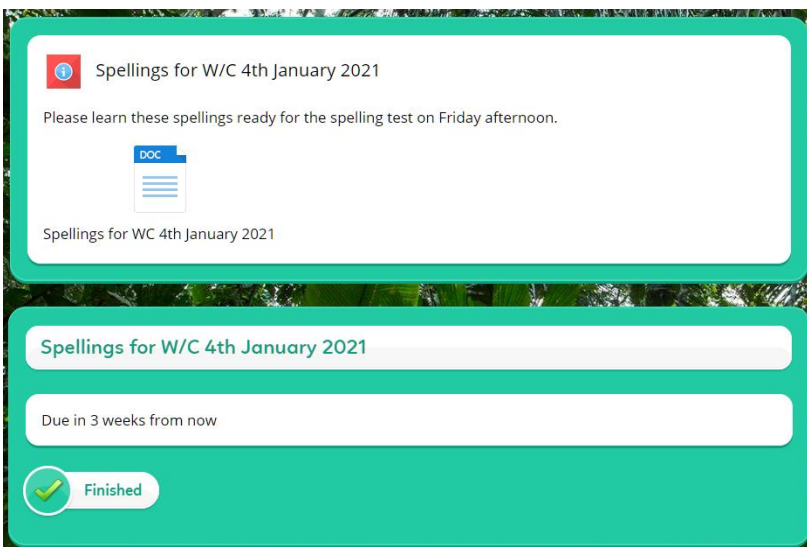 Spellings for W/C 4th January 2021
Please learn these spellings ready for the spelling test on Friday afternoon.
DOC
Spellings for WC 4th January 2021
Spellings for W/C 4th January 2021
Due in 3 weeks from now
Finished